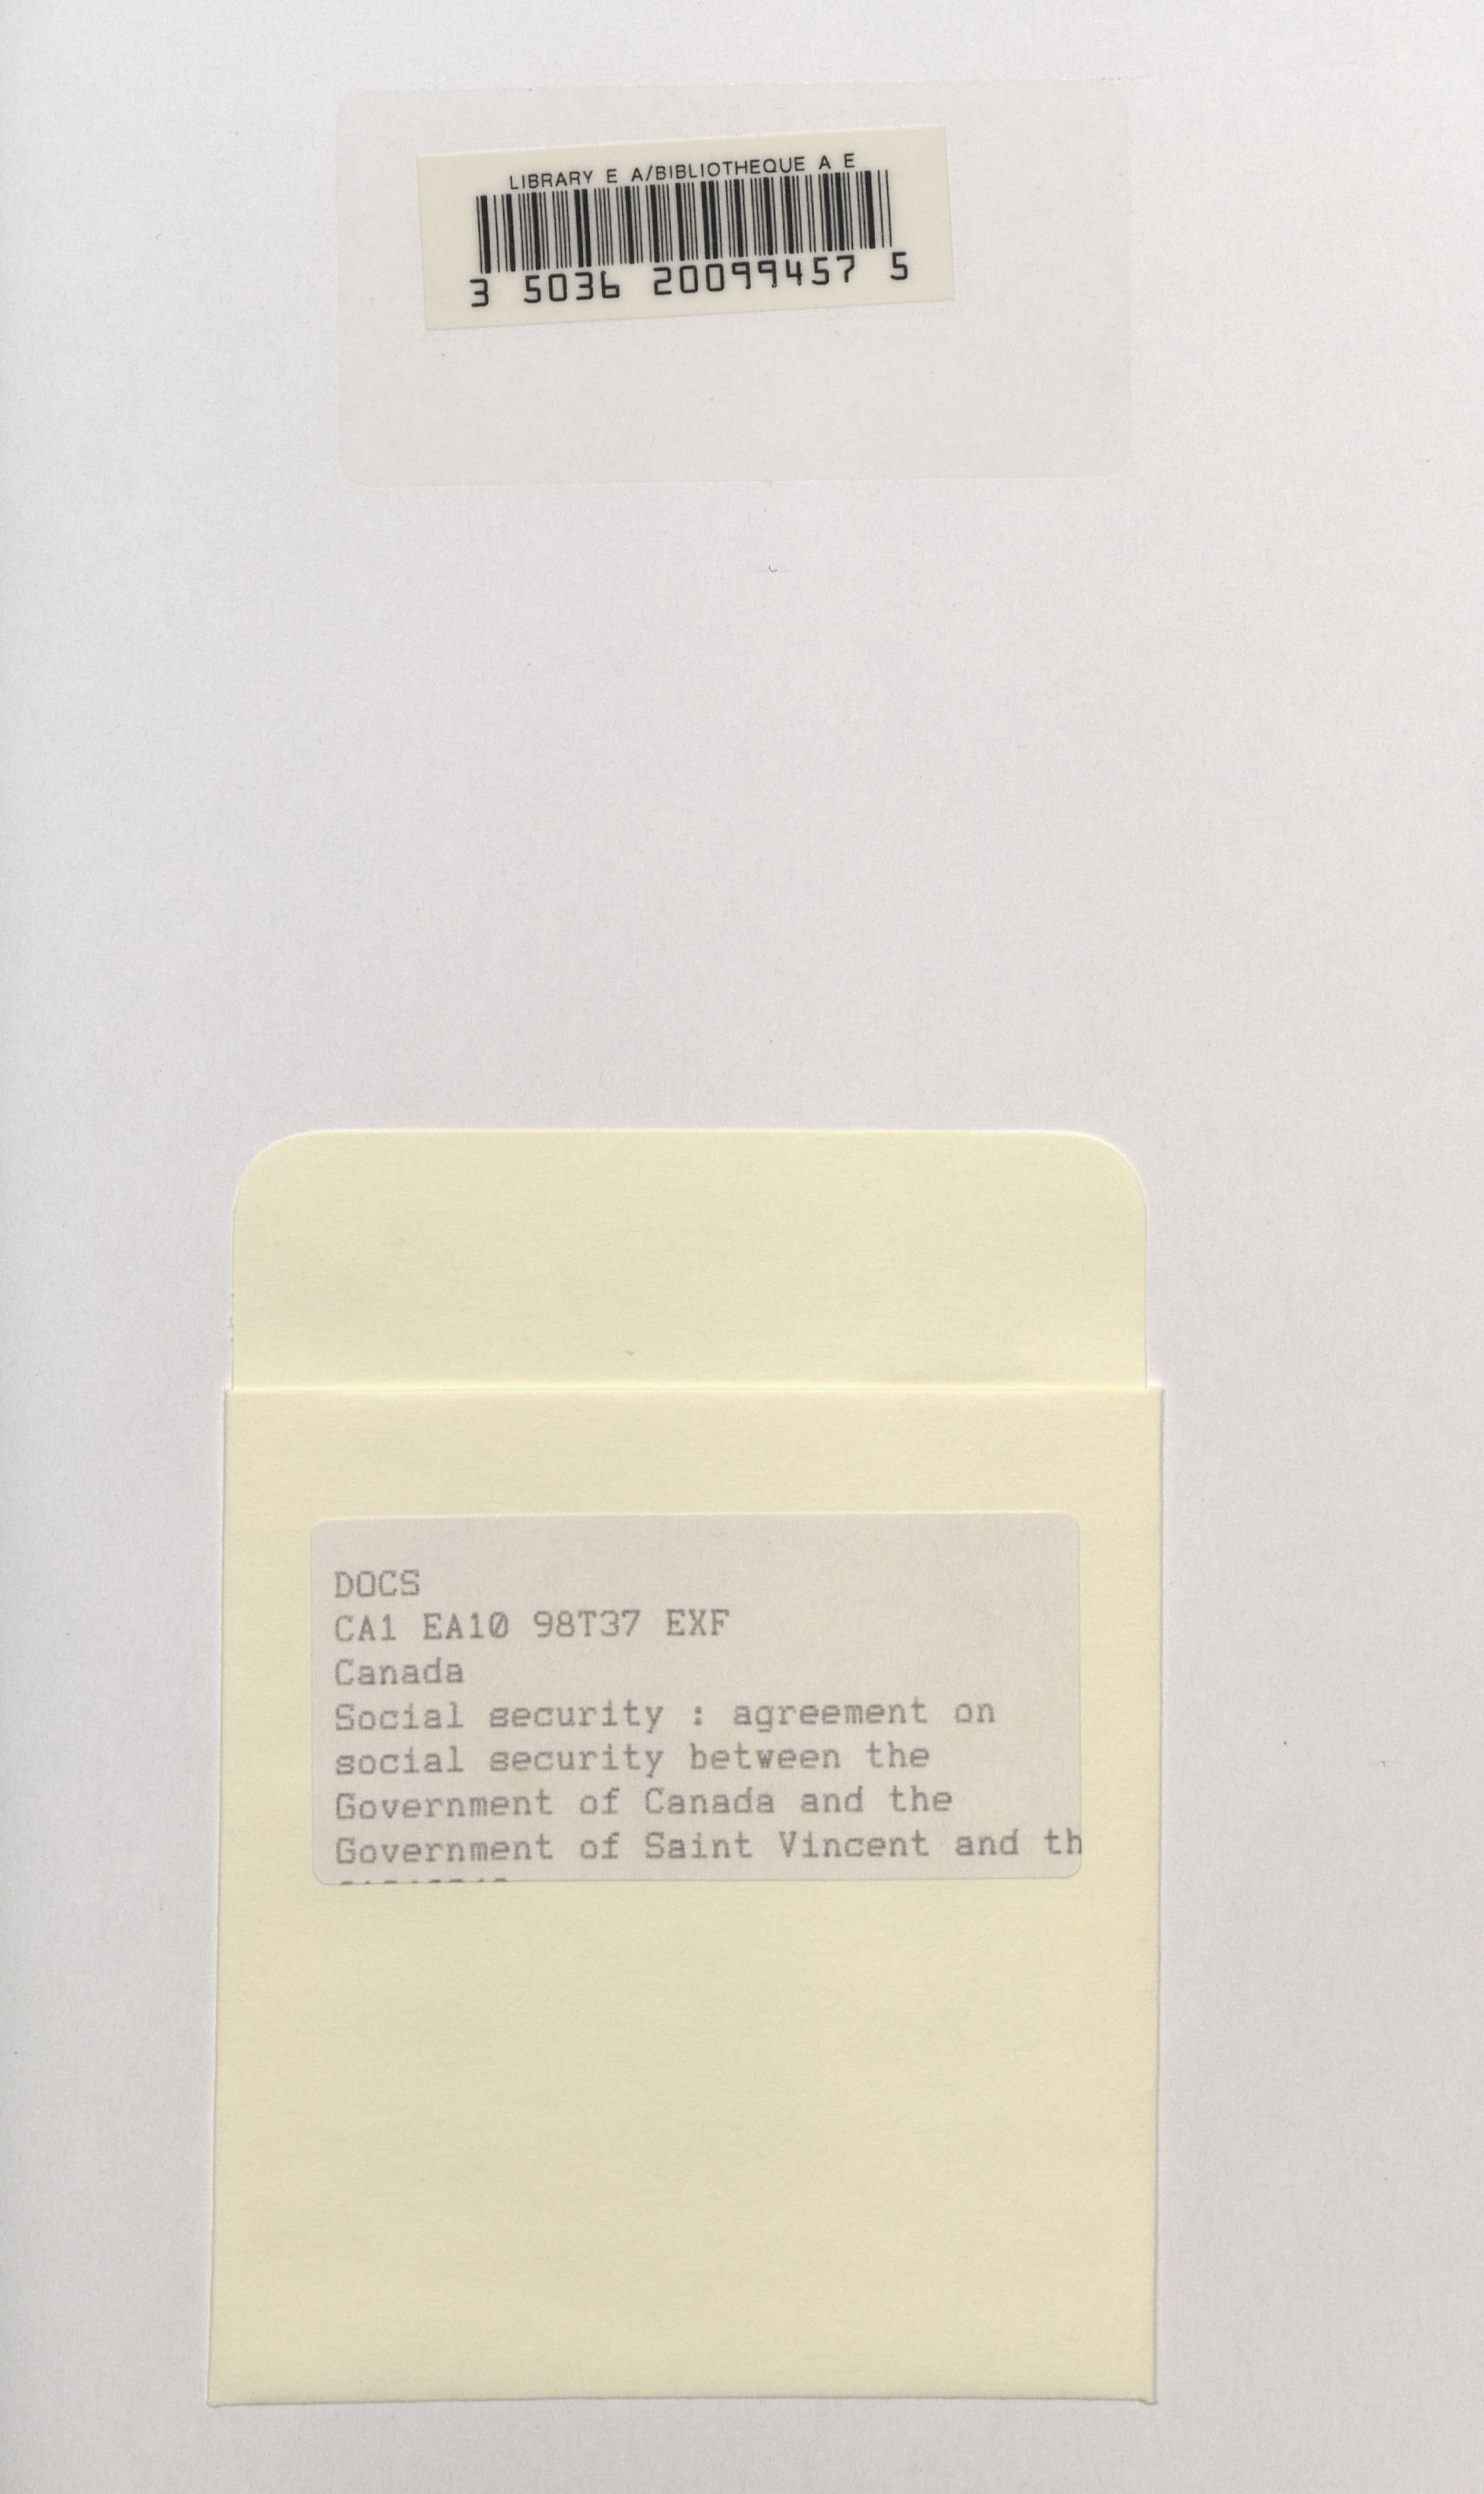 LIBRARY E A/BIBLIOTHEQUE A E
3 5036 20099457 5
DOCS
CA1 EA10 98T37 EXF
Canada
Social security : agreement on
social security between the
Government of Canada and the
Government of Saint Vincent and th